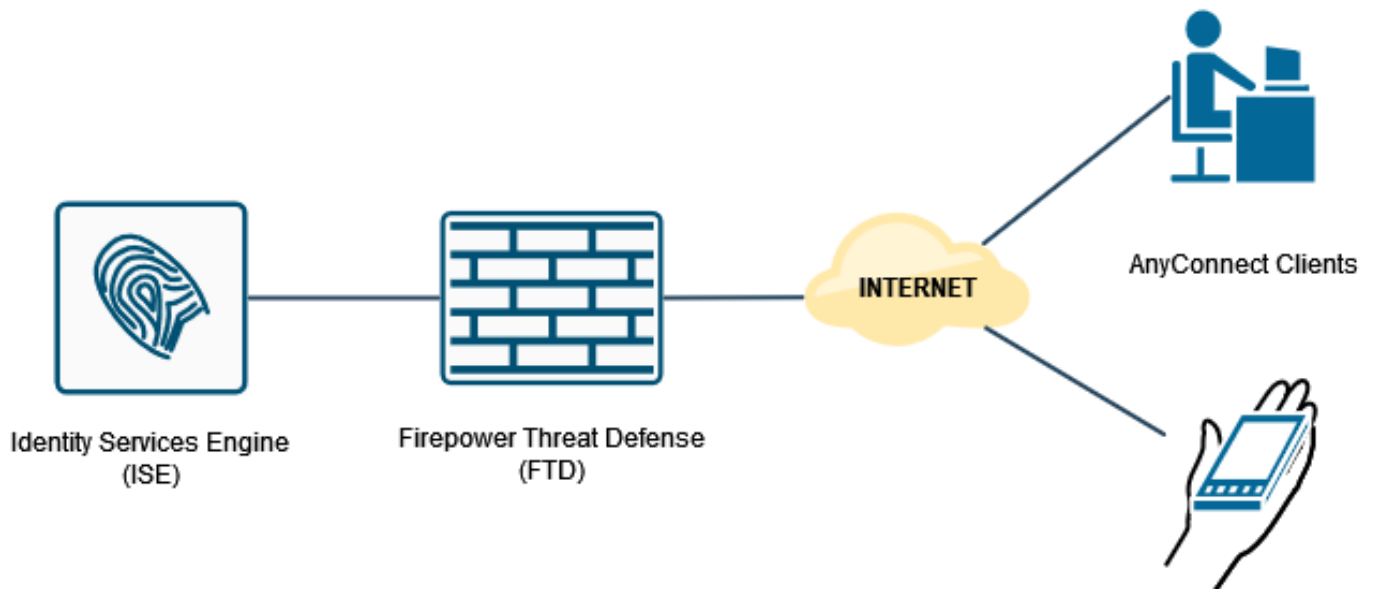 Identity Services Engine
(ISE)
Firepower Threat Defense
(FTD)
INTERNET
AnyConnect Clients